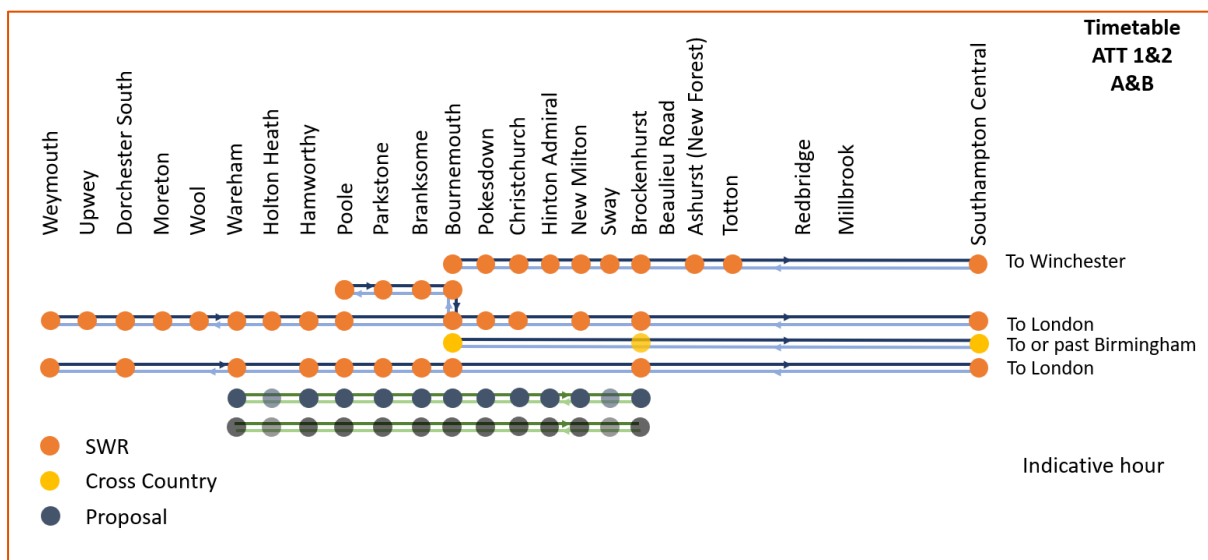 Timetable
ATT 1&2
A&B
Weymouth
Upwey
Dorchester South
Moreton
Wool
Wareham
Holton Heath
Hamworthy
Poole
Parkstone
Branksome
Bournemouth
Pokesdown
Christchurch
Hinton Admiral
New Milton
Sway
Brockenhurst
Beaulieu Road
Ashurst (New Forest)
Totton
Redbridge
Millbrook
Southampton Central
To Winchester
To London
To or past Birmingham
To London
SWR
Cross Country
Proposal
Indicative hour